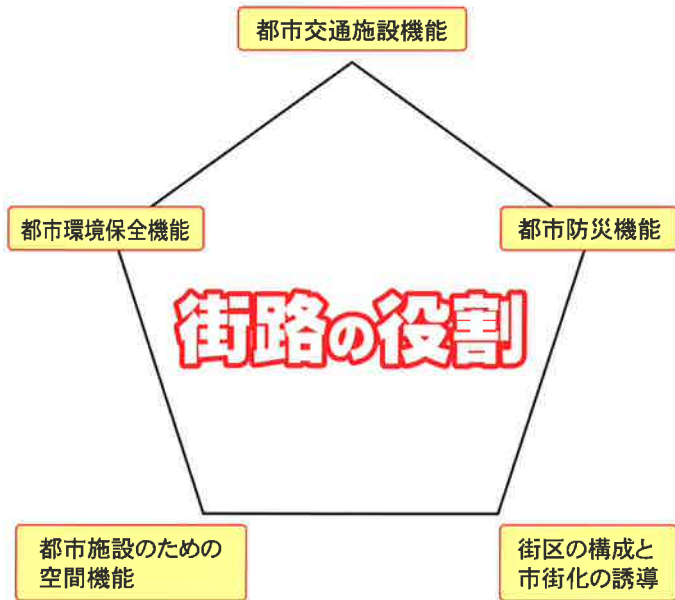 都市交通施設機能
都市環境保全機能
都市防災機能
街路の役割
都市施設のための
空間機能
街区の構成と
市街化の誘導